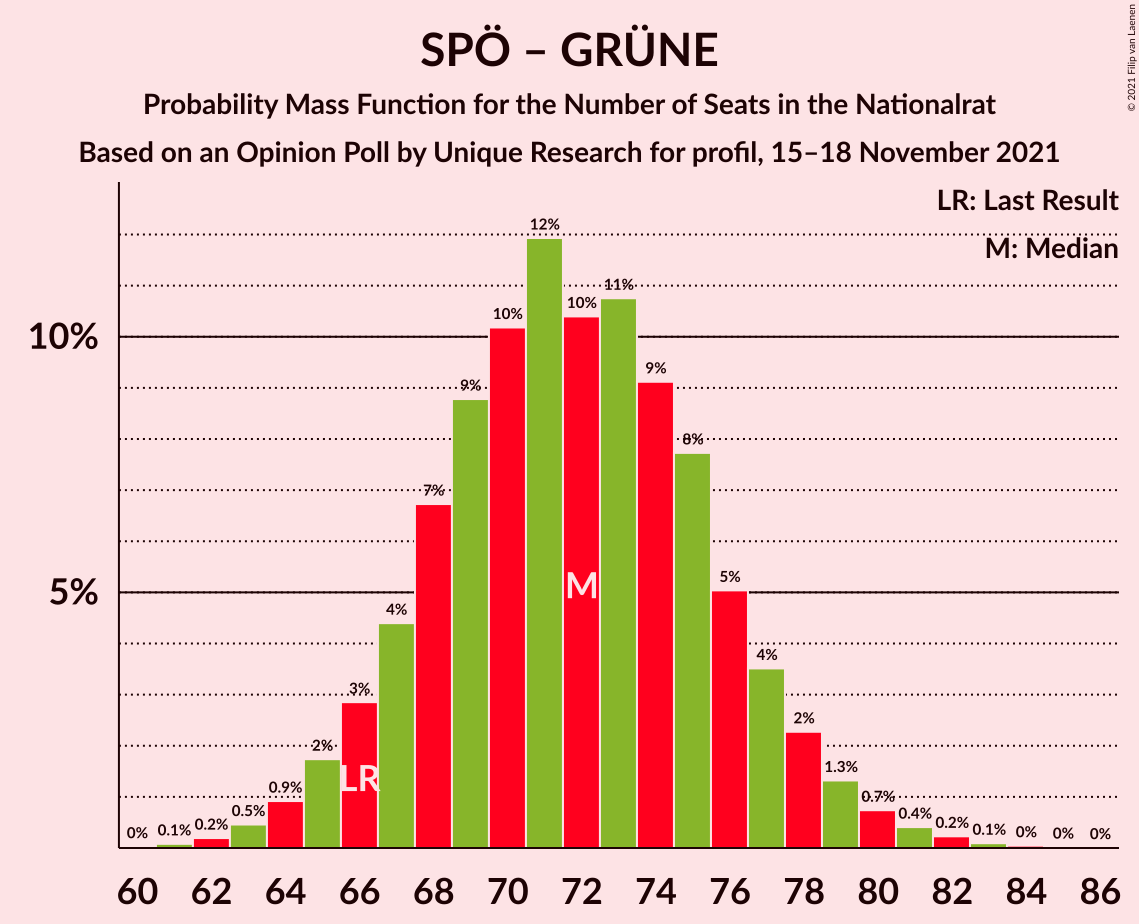 SPÖ – GRÜNE
Probability Mass Function for the Number of Seats in the Nationalrat
Based on an Opinion Poll by Unique Research for profil, 15–18 November 2021
© 2021 Filip van Laenen
LR: Last Result
M: Median
10%
5%
0% 0.1% 0.2% 0.5% 0.9% 2% 3% 4% 7% 9% 10% 12% 10% 11% 9% 8% 5% 4% 2% 1.3% 0.7% 0.4% 0.2% 0.1% 0% 0% 0%
LR M
60 62 64 66 68 70 72 74 76 78 80 82 84 86